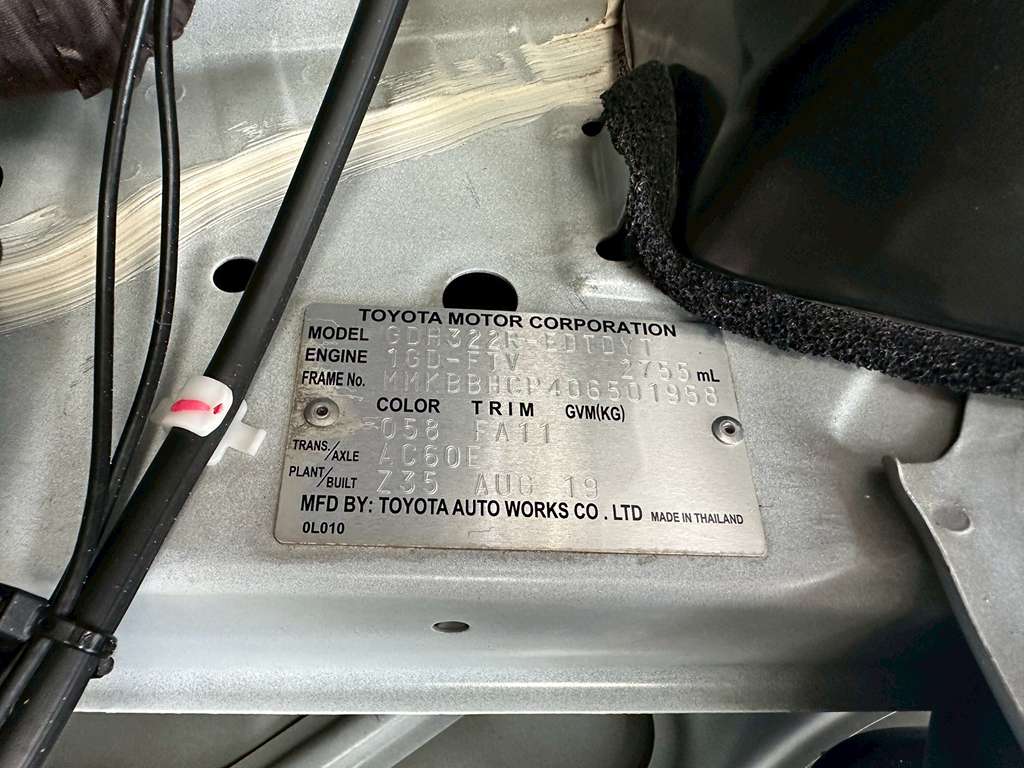 TOYOTA MOTOR CORPORATION
MODEL GDH322R-EDTDYT
ENGINE 1GD-FTV 2755 mL
FRAME No. MMKBBHCP406501958
COLOR TRIM GVM(KG)
058 FA11
TRANS./AXLE AC60E
PLANT/BUILT Z35 AUG 19
MFD BY: TOYOTA AUTO WORKS CO . LTD MADE IN THAILAND
0L010